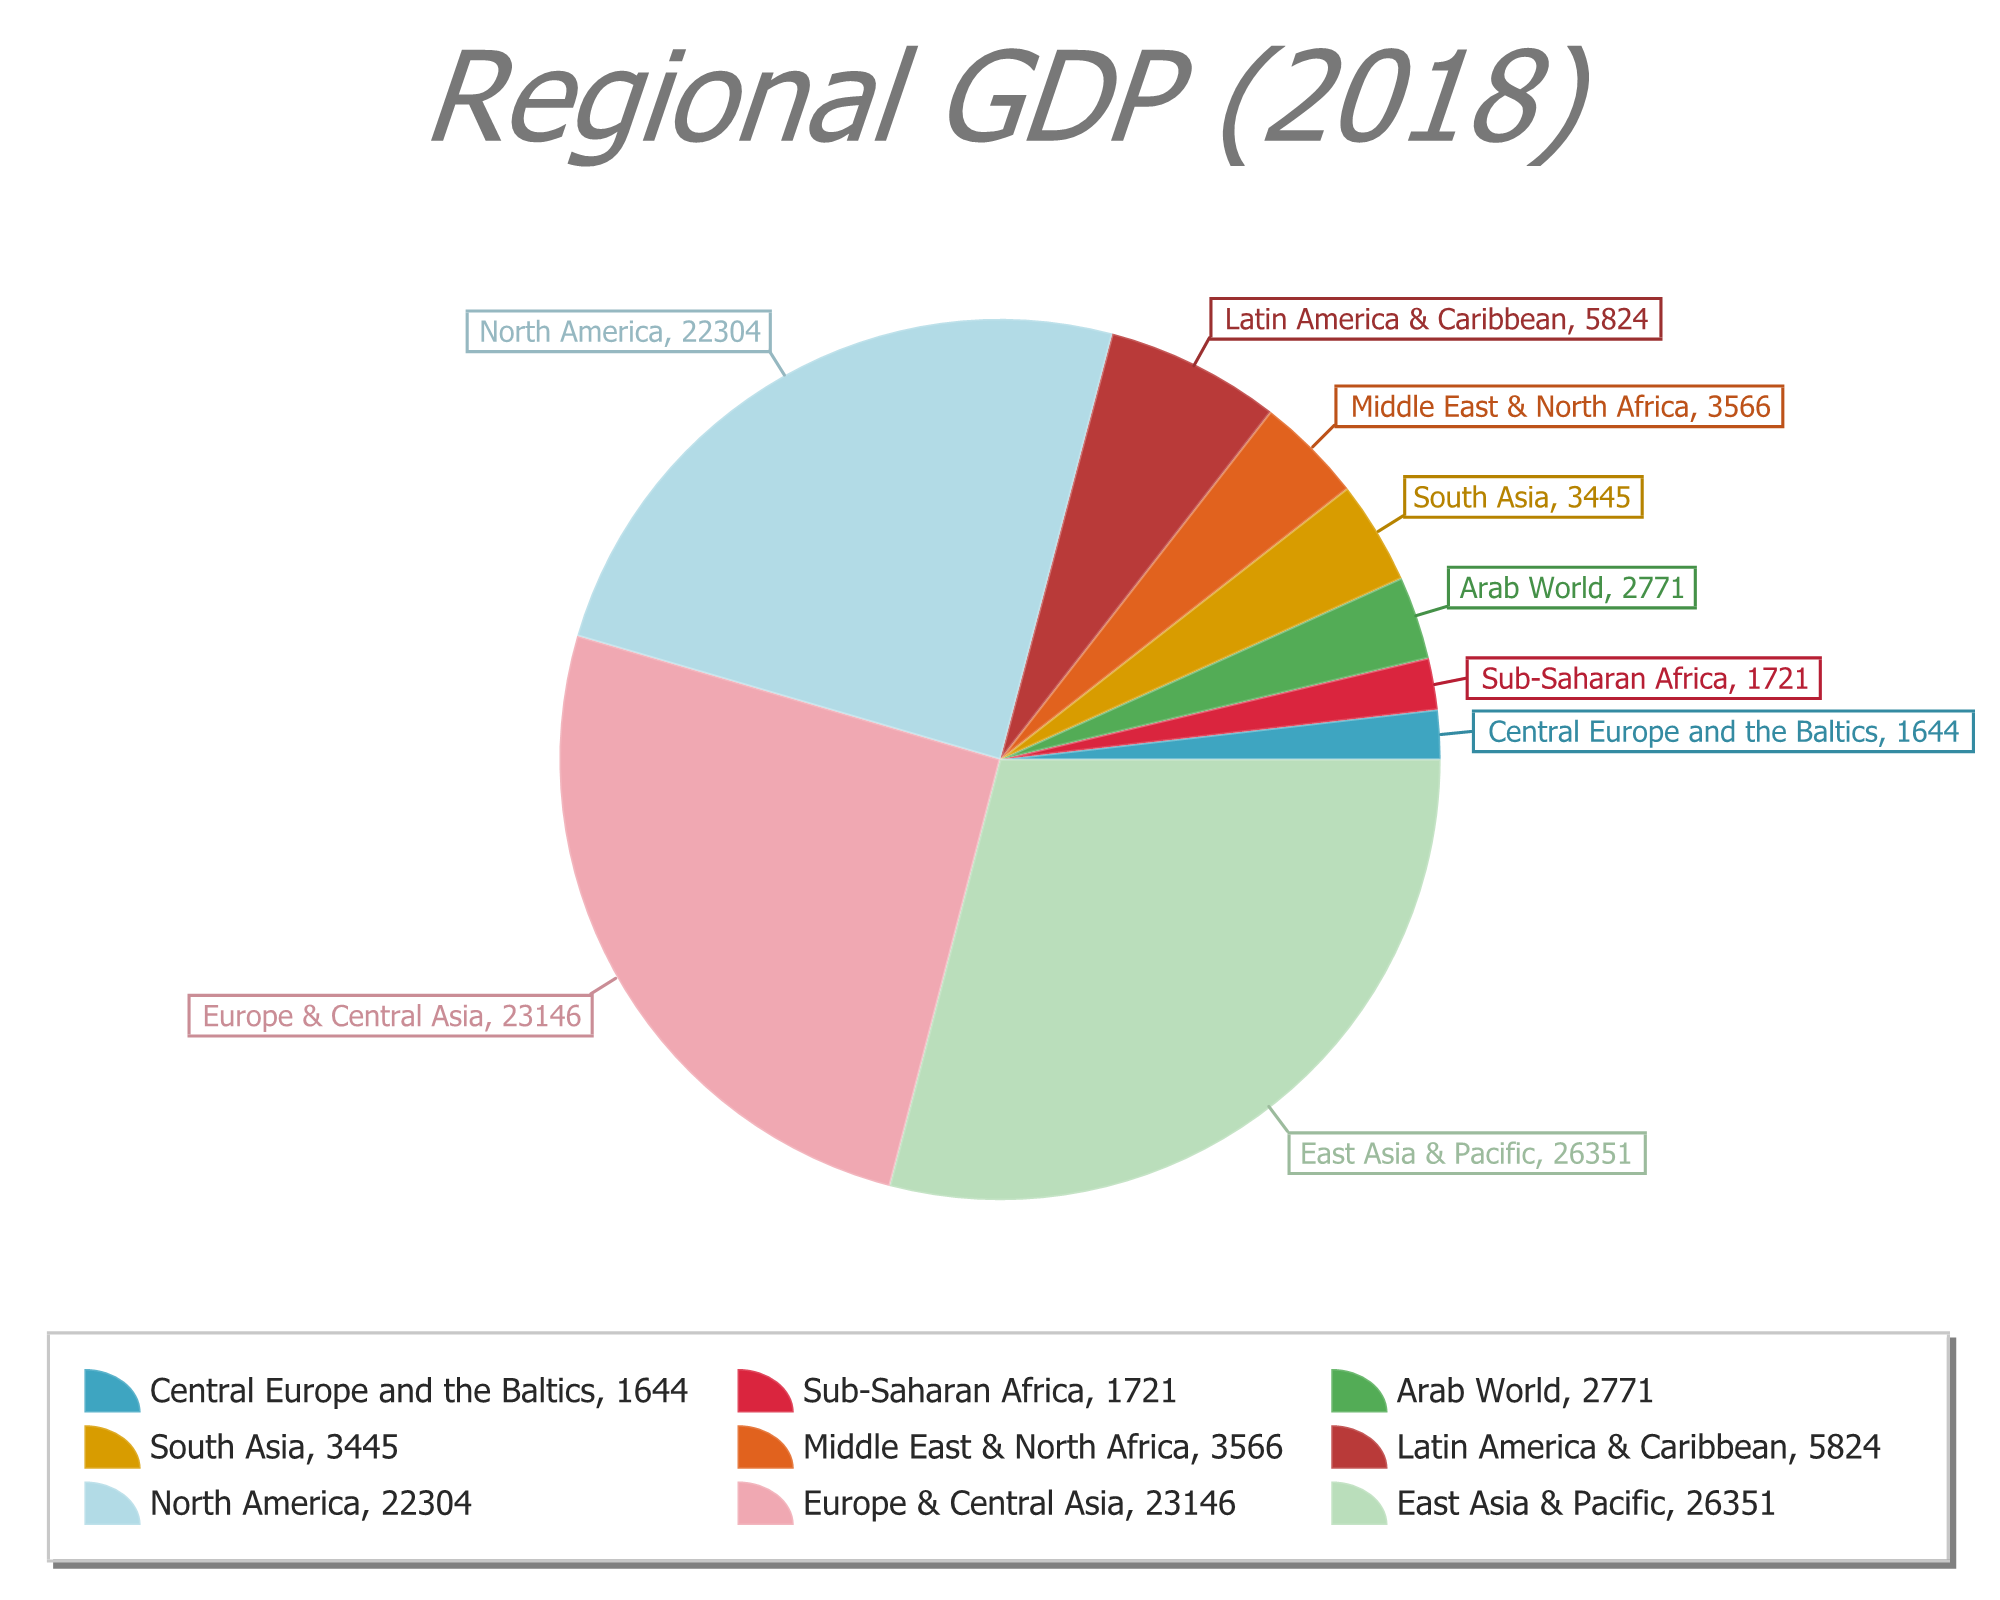 Regional GDP (2018)
North America, 22304
Latin America & Caribbean, 5824
Middle East & North Africa, 3566
South Asia, 3445
Arab World, 2771
Sub-Saharan Africa, 1721
Central Europe and the Baltics, 1644
Europe & Central Asia, 23146
East Asia & Pacific, 26351
Central Europe and the Baltics, 1644
Sub-Saharan Africa, 1721
Arab World, 2771
South Asia, 3445
Middle East & North Africa, 3566
Latin America & Caribbean, 5824
North America, 22304
Europe & Central Asia, 23146
East Asia & Pacific, 26351